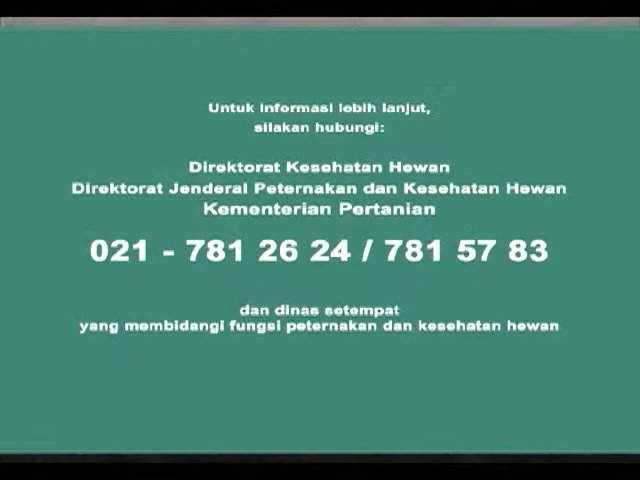 Untuk informasi lebih lanjut,
silakan hubungi:
Direktorat Kesehatan Hewan
Direktorat Jenderal Peternakan dan Kesehatan Hewan
Kementerian Pertanian
021 - 781 26 24 / 781 57 83
dan dinas setempat
yang membidangi fungsi peternakan dan kesehatan hewan